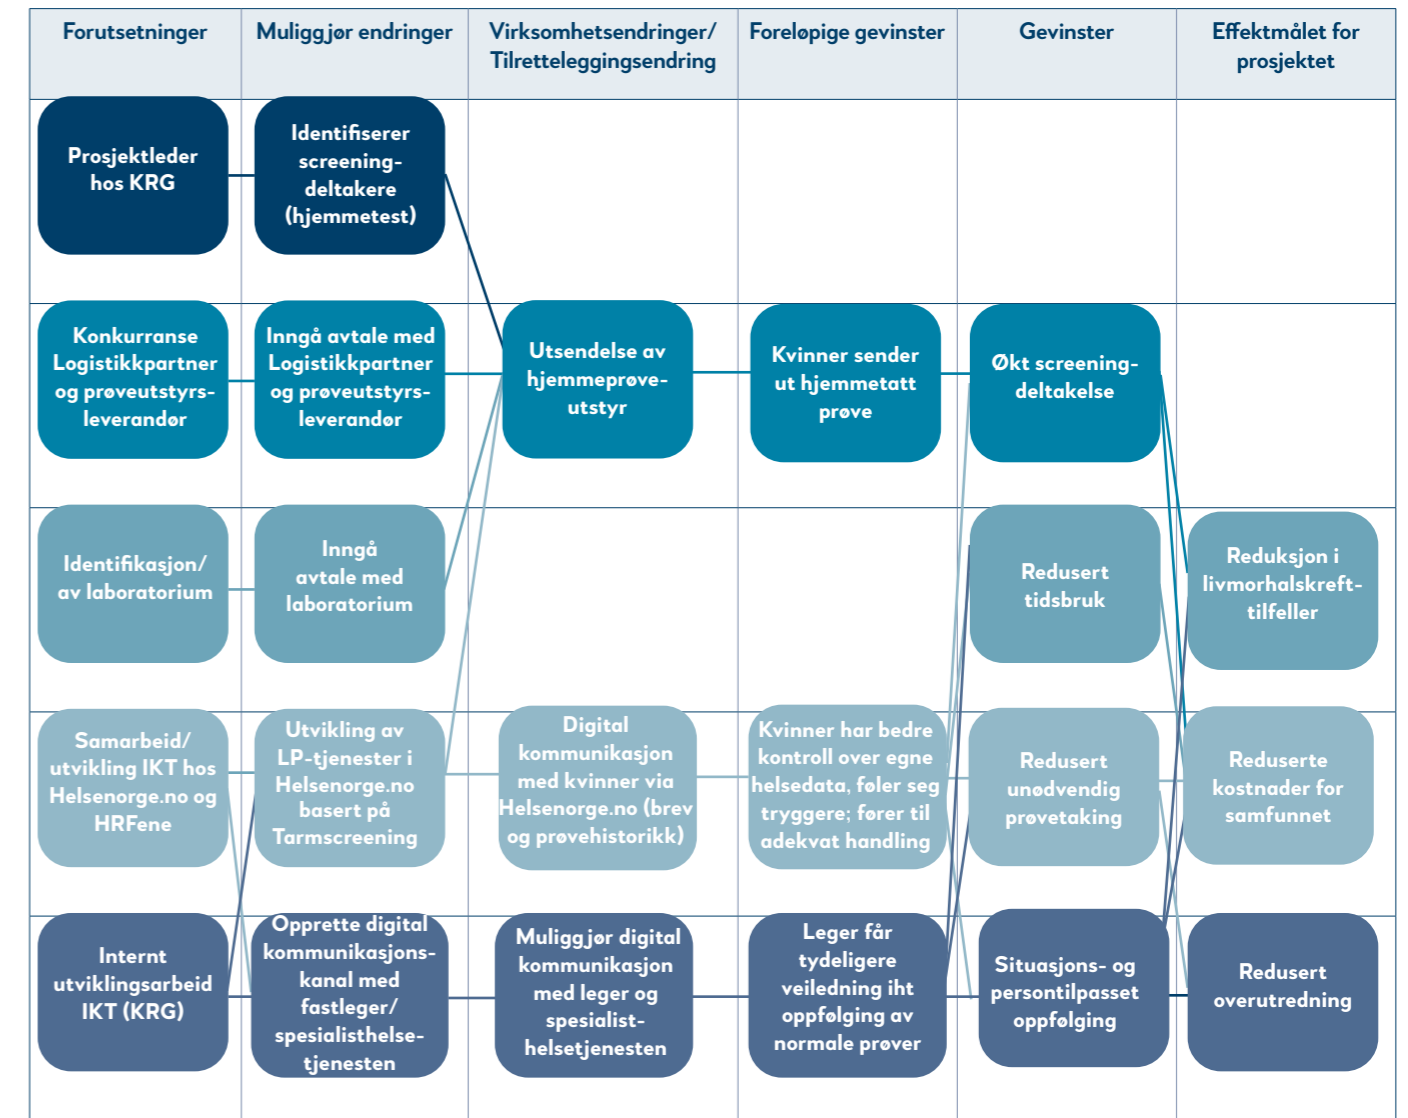 Forutsetninger
Muliggjør endringer
Virksomhetsendringer/
Tilretteleggingsendring
Foreløpige gevinster
Gevinster
Effektmålet for
prosjektet
Prosjektleder
hos KRG
Identifiserer
screening-
deltakere
(hjemmetest)
Konkurranse
Logistikkpartner
og prøveutstyrs-
leverandør
Inngå avtale med
Logistikkpartner
og prøveutstyrs-
leverandør
Utsendelse av
hjemmeprøve-
utstyr
Kvinner sender
ut hjemmetatt
prøve
Økt screening-
deltakelse
Identifikasjon/
av laboratorium
Inngå
avtale med
laboratorium
Redusert
tidsbruk
Reduksjon i
livmorhalskreft-
tilfeller
Samarbeid/
utvikling IKT hos
Helsenorge.no og
HRFene
Utvikling av
LP-tjenester i
Helsenorge.no
basert på
Tarmscreening
Digital
kommunikasjon
med kvinner via
Helsenorge.no (brev
og prøvehistorikk)
Kvinner har bedre
kontroll over egne
helsedata, føler seg
tryggere; fører til
adekvat handling
Redusert
unødvendig
prøvetaking
Reduserte
kostnader for
samfunnet
Internt
utviklingsarbeid
IKT (KRG)
Opprette digital
kommunikasjons-
kanal med
fastleger/
spesialisthelse-
tjenesten
Muliggjør digital
kommunikasjon
med leger og
spesialist-
helsetjenesten
Leger får
tydeligere
veiledning iht
oppfølging av
normale prøver
Situasjons- og
persontilpasset
oppfølging
Redusert
overutredning